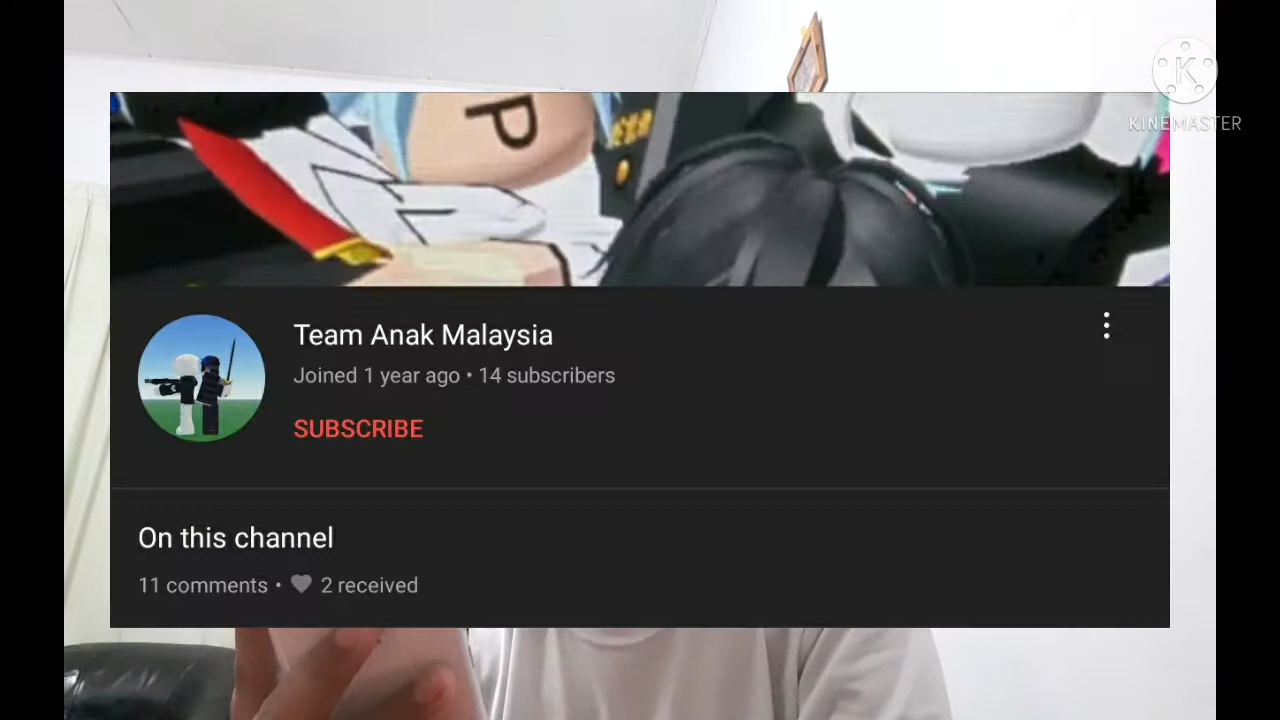 P
K
KINEMASTER
Team Anak Malaysia
Joined 1 year ago • 14 subscribers
SUBSCRIBE
On this channel
11 comments • 2 received